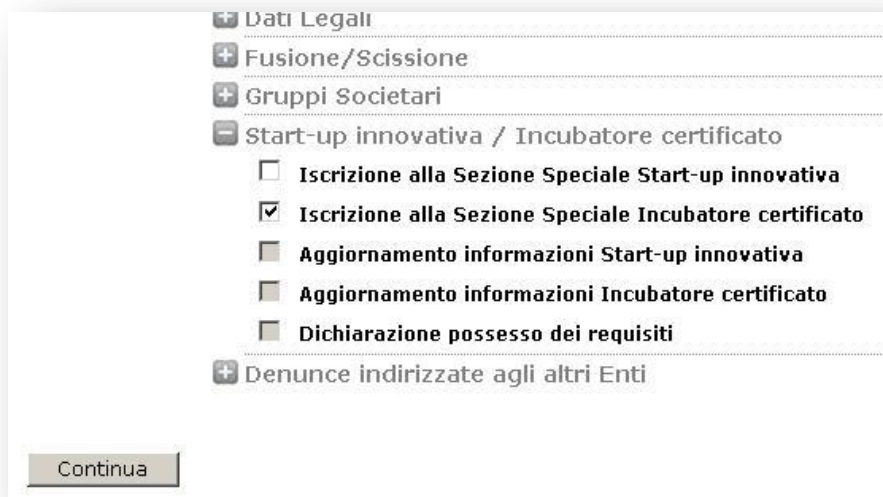 Dati Legali
Fusione/Scissione
Gruppi Societari
Start-up innovativa / Incubatore certificato
Iscrizione alla Sezione Speciale Start-up innovativa
Iscrizione alla Sezione Speciale Incubatore certificato
Aggiornamento informazioni Start-up innovativa
Aggiornamento informazioni Incubatore certificato
Dichiarazione possesso dei requisiti
Denunce indirizzate agli altri Enti
Continua